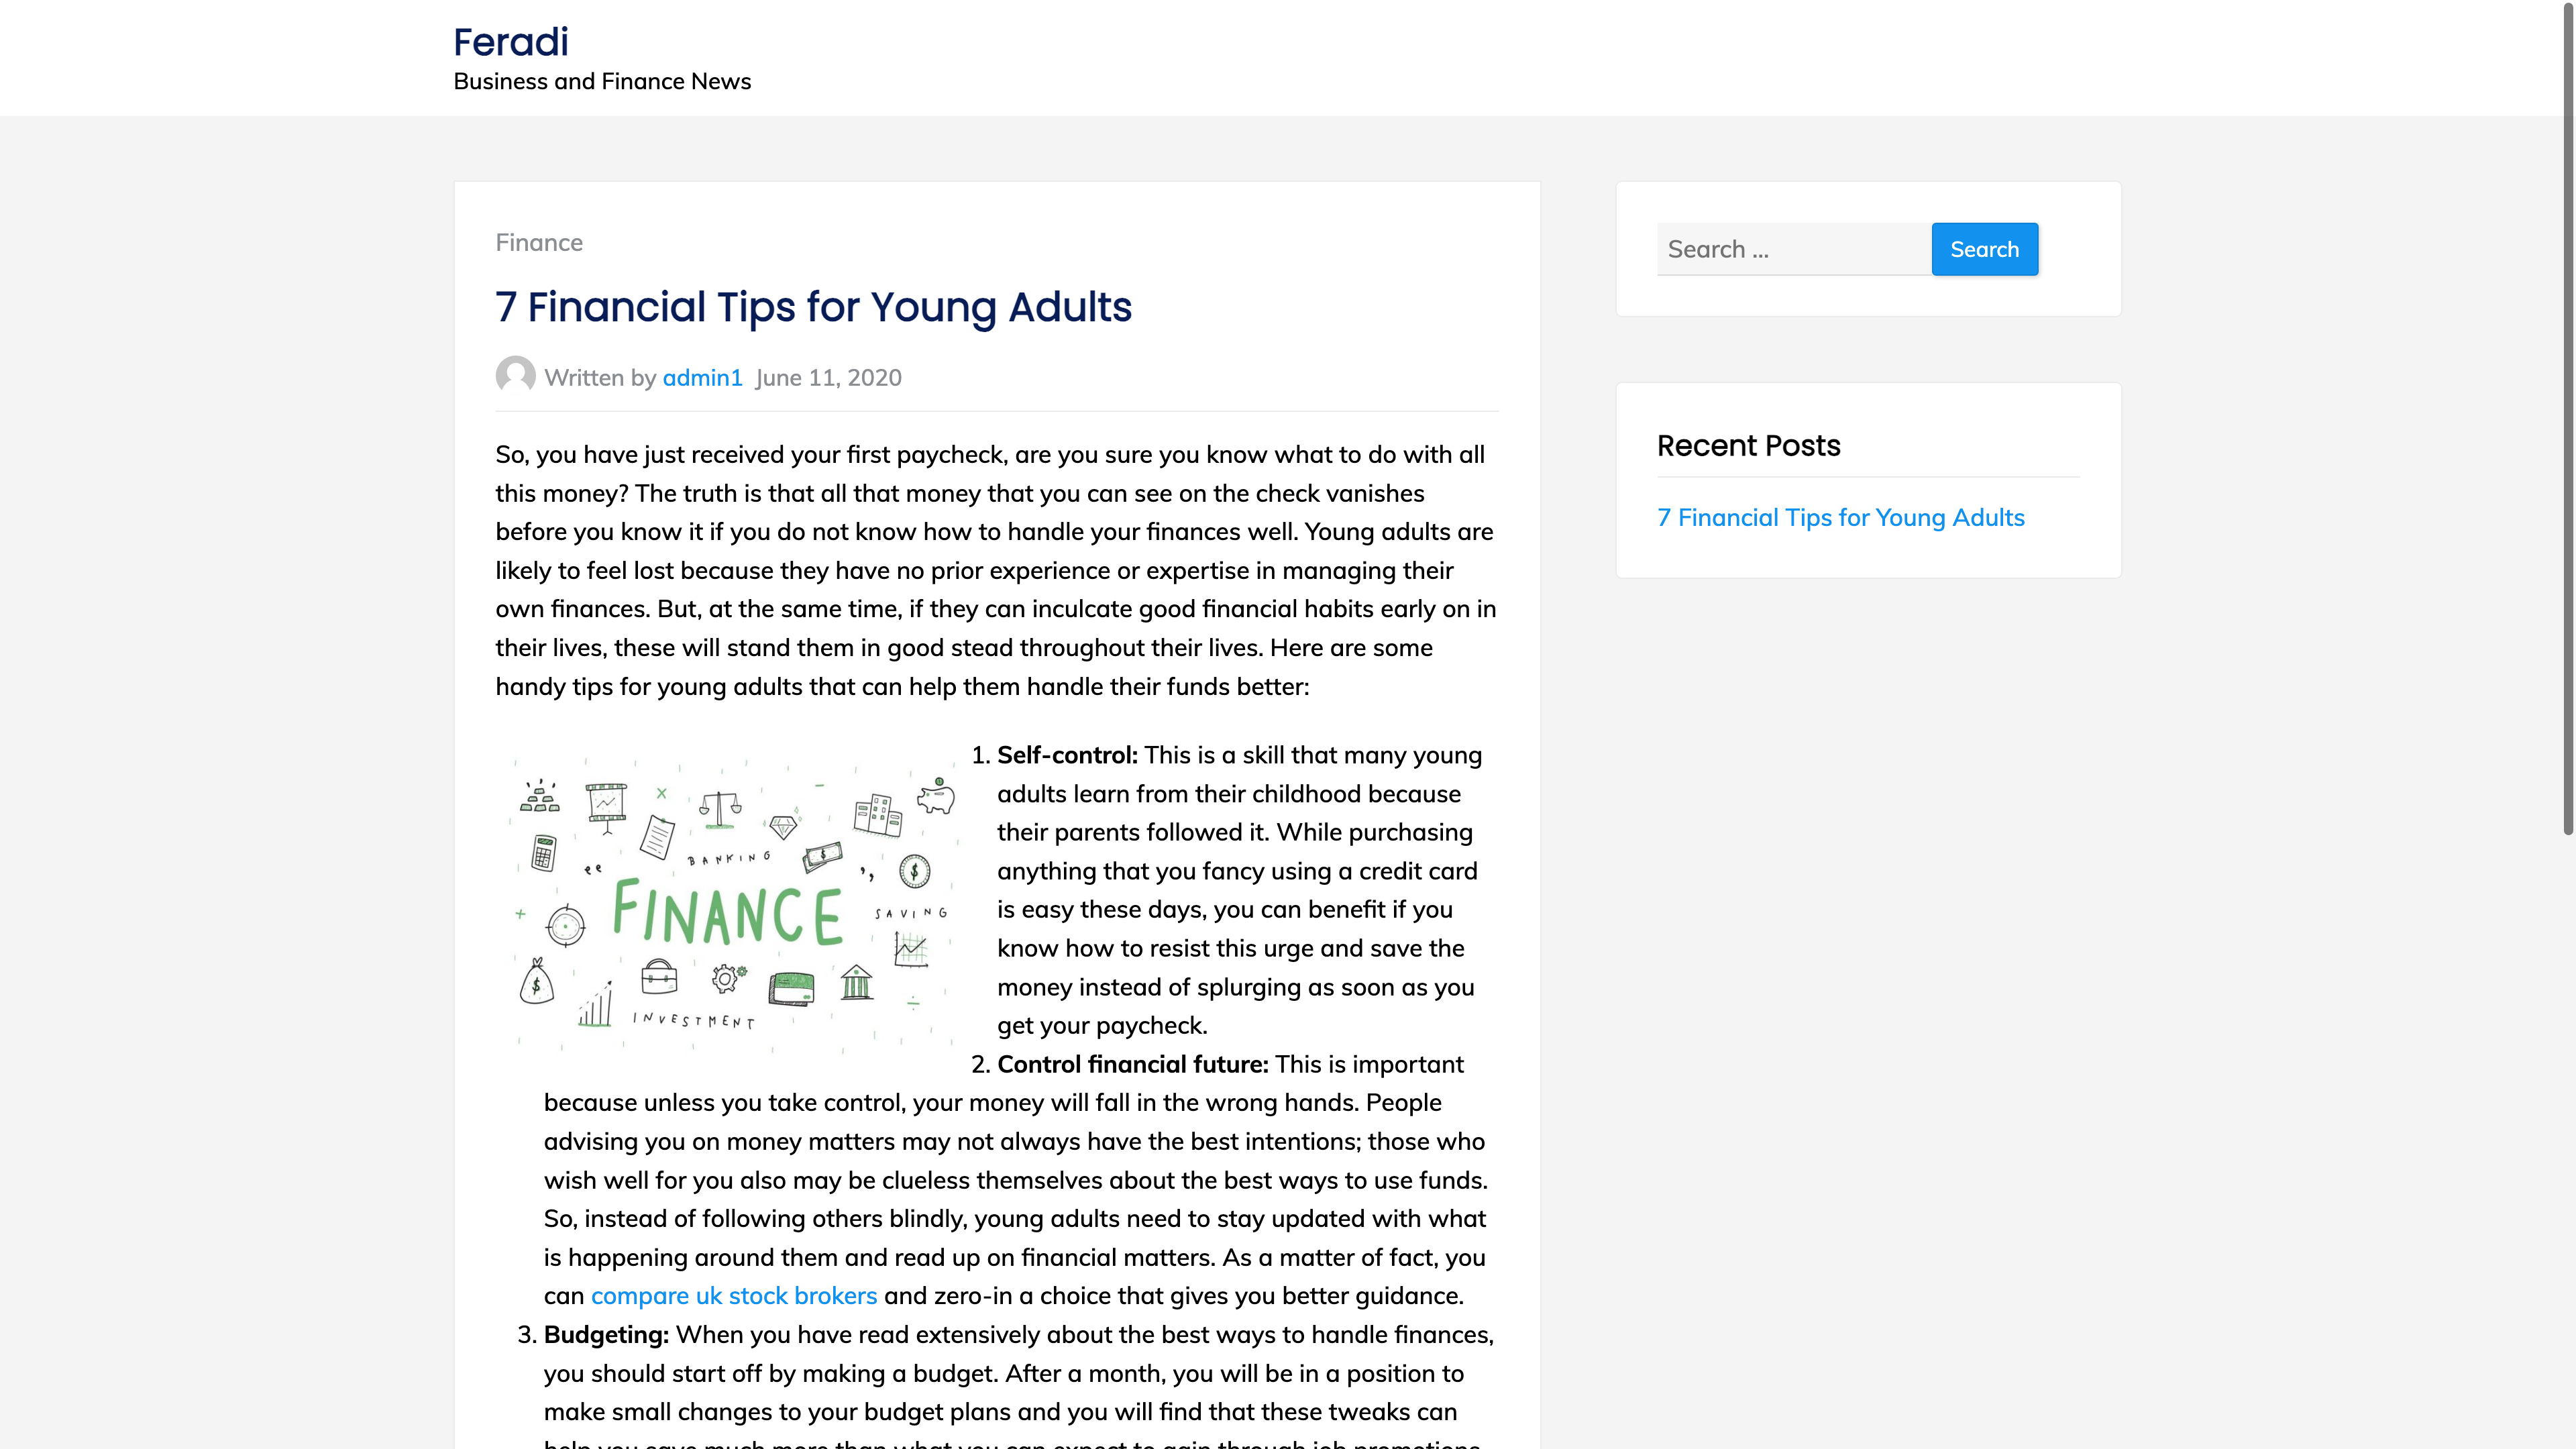 Feradi
Business and Finance News
Finance
7 Financial Tips for Young Adults
Written by admin1 June 11, 2020
So, you have just received your first paycheck, are you sure you know what to do with all
this money? The truth is that all that money that you can see on the check vanishes
before you know it if you do not know how to handle your finances well. Young adults are
likely to feel lost because they have no prior experience or expertise in managing their
own finances. But, at the same time, if they can inculcate good financial habits early on in
their lives, these will stand them in good stead throughout their lives. Here are some
handy tips for young adults that can help them handle their funds better:
BANKING
FINANCE
SAVING
INVESTMENT
1. Self-control: This is a skill that many young
adults learn from their childhood because
their parents followed it. While purchasing
anything that you fancy using a credit card
is easy these days, you can benefit if you
know how to resist this urge and save the
money instead of splurging as soon as you
get your paycheck.
2. Control financial future: This is important
because unless you take control, your money will fall in the wrong hands. People
advising you on money matters may not always have the best intentions; those who
wish well for you also may be clueless themselves about the best ways to use funds.
So, instead of following others blindly, young adults need to stay updated with what
is happening around them and read up on financial matters. As a matter of fact, you
can compare uk stock brokers and zero-in a choice that gives you better guidance.
3. Budgeting: When you have read extensively about the best ways to handle finances,
you should start off by making a budget. After a month, you will be in a position to
make small changes to your budget plans and you will find that these tweaks can
help you save much more than what you can expect to gain through job promotions
Search ...
Search
Recent Posts
7 Financial Tips for Young Adults